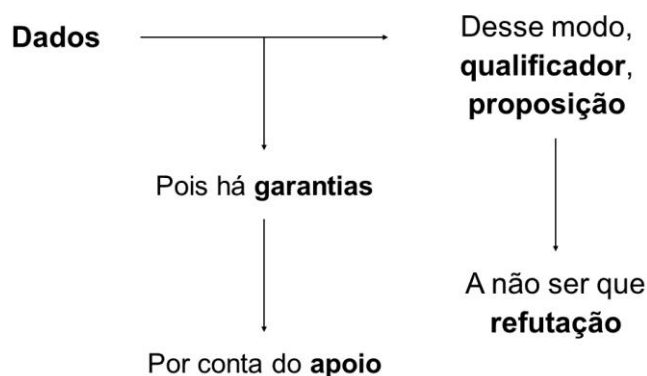 Dados
Desse modo,
qualificador,
proposição
Pois há garantias
A não ser que
refutação
Por conta do apoio